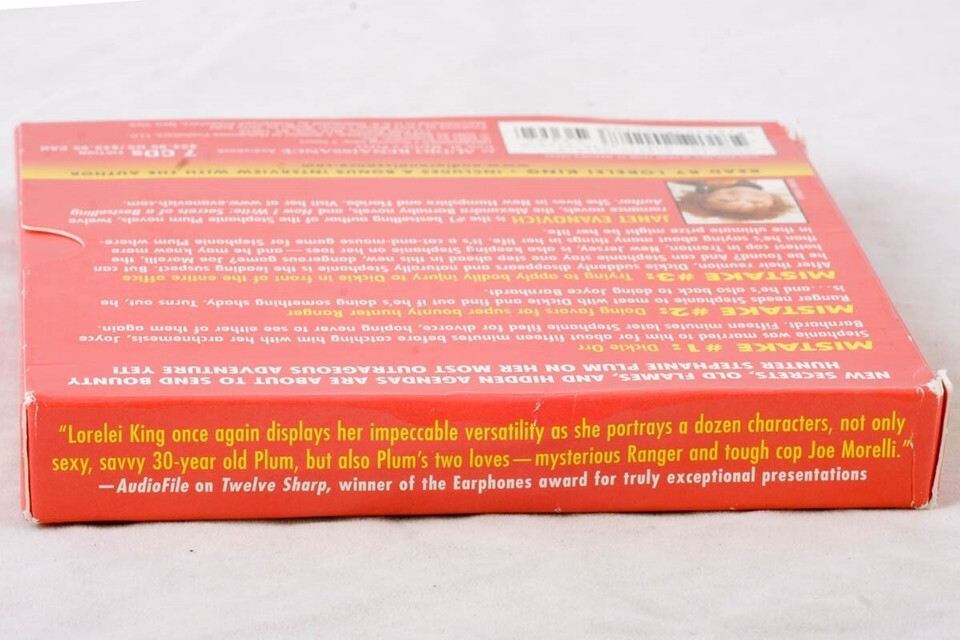 NEW SECRETS, OLD FLAMES, AND HIDDEN AGENDAS ARE ABOUT TO SEND BOUNTY
HUNTER STEPHANIE PLUM ON HER MOST OUTRAGEOUS ADVENTURE YET!
MISTAKE #1: Dickie Orr
Stephanie was married to him for about fifteen minutes before catching him with her archnemesis, Joyce
Barnhardt. Fifteen minutes later Stephanie filed for divorce, hoping never to see either of them again.
MISTAKE #2: Doing favors for super bounty hunter Ranger
Ranger needs Stephanie to meet with Dickie and find out if he's doing something shady. Turns out, he
is...and he's also back to doing Joyce Barnhardt.
MISTAKE #3: Trying to apply bodily injury to Dickie in front of the entire office
After their reunion, Dickie suddenly disappears and naturally Stephanie is the leading suspect. But can
he be found? And can Stephanie stay one step ahead in this new, dangerous game? Joe Morelli, the
hottest cop in Trenton, New Jersey, is also keeping Stephanie on her toes—and he may know more
than he's saying about many things in her life. It's a cat-and-mouse game for Stephanie Plum where
the ultimate prize might be her life.
JANET EVANOVICH is the #1 bestselling author of the Stephanie Plum novels, twelve
romance novels, the Alexandra Barnaby novels, and How I Write: Secrets of a Bestselling
Author. She lives in New Hampshire and Florida. Visit her at www.evanovich.com
READ BY LORELEI KING • INCLUDES A BONUS INTERVIEW WITH THE AUTHOR
www.audiorenaissance.com
7 CDs FICTION
"Lorelei King once again displays her impeccable versatility as she portrays a dozen characters, not only
sexy, savvy 30-year old Plum, but also Plum's two loves—mysterious Ranger and tough cop Joe Morelli."
—AudioFile on Twelve Sharp, winner of the Earphones award for truly exceptional presentations